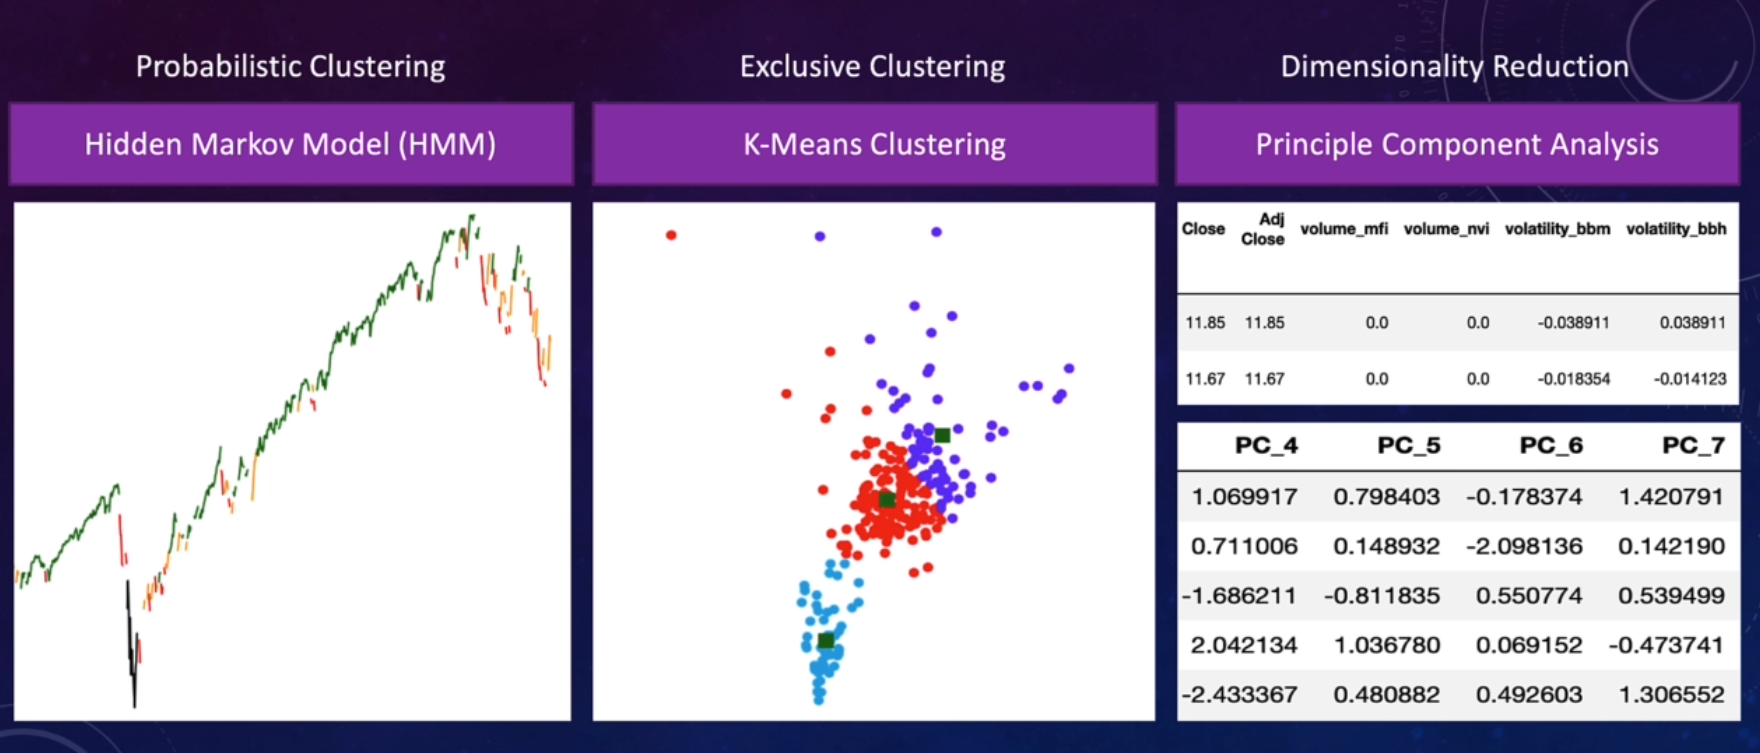 Probabilistic Clustering
Exclusive Clustering
Dimensionality Reduction
Hidden Markov Model (HMM)
K-Means Clustering
Principle Component Analysis
Close Adj Close volume_mfi volume_nvi volatility_bbm volatility_bbh
11.85 11.85 0.0 0.0 -0.038911 0.038911
11.67 11.67 0.0 0.0 -0.018354 -0.014123
PC_4 PC_5 PC_6 PC_7
1.069917 0.798403 -0.178374 1.420791
0.711006 0.148932 -2.098136 0.142190
-1.686211 -0.811835 0.550774 0.539499
2.042134 1.036780 0.069152 -0.473741
-2.433367 0.480882 0.492603 1.306552